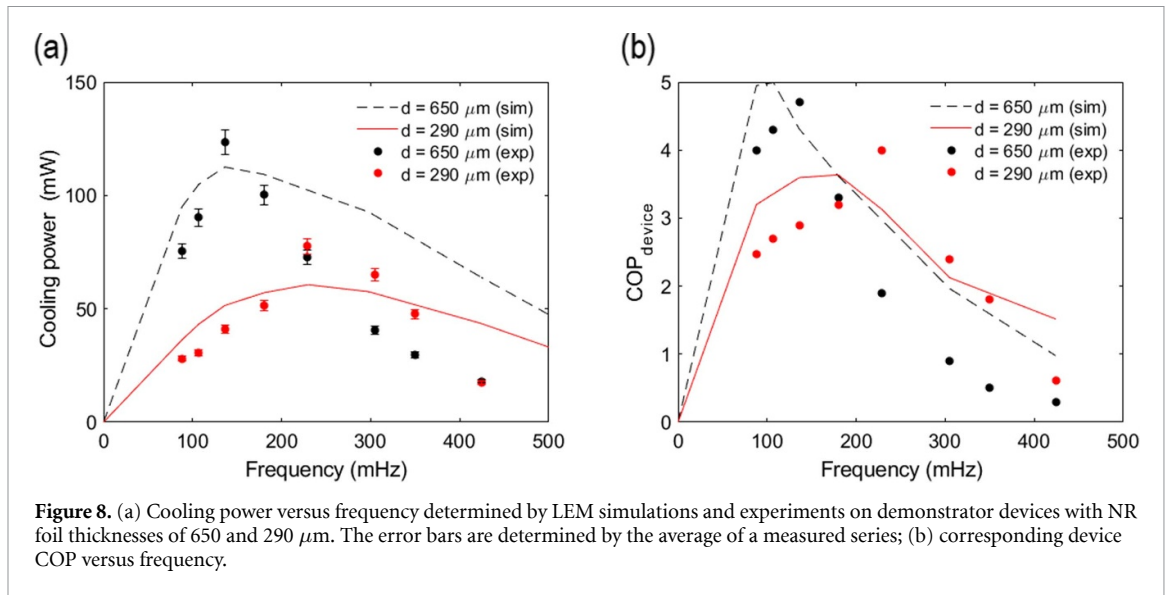 (a)
150
100
50
0
0 100 200 300 400 500
Cooling power (mW)
Frequency (mHz)
d = 650 μm (sim)
d = 290 μm (sim)
d = 650 μm (exp)
d = 290 μm (exp)
(b)
5
4
3
2
1
0
0 100 200 300 400 500
COP_device
Frequency (mHz)
d = 650 μm (sim)
d = 290 μm (sim)
d = 650 μm (exp)
d = 290 μm (exp)
Figure 8. (a) Cooling power versus frequency determined by LEM simulations and experiments on demonstrator devices with NR
foil thicknesses of 650 and 290 μm. The error bars are determined by the average of a measured series; (b) corresponding device
COP versus frequency.